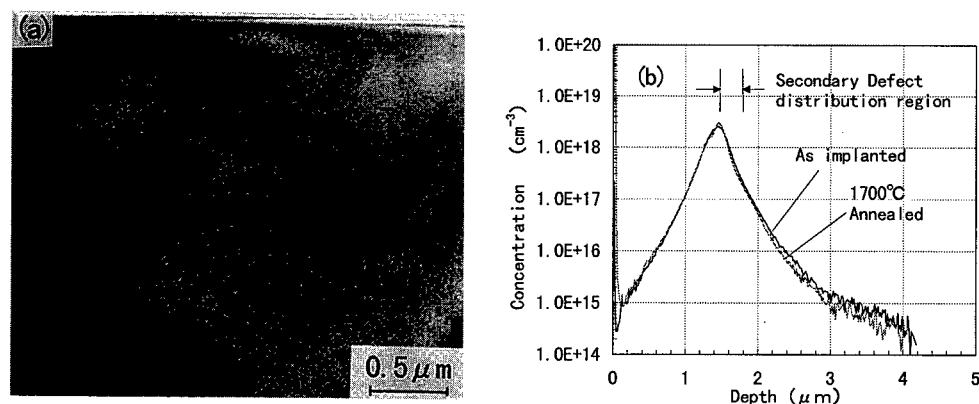 (a)
0.5μm
(b)
Secondary Defect
distribution region
As implanted
1700℃
Annealed
Concentration (cm⁻³)
1.0E+20
1.0E+19
1.0E+18
1.0E+17
1.0E+16
1.0E+15
1.0E+14
0 1 2 3 4 5
Depth (μm)